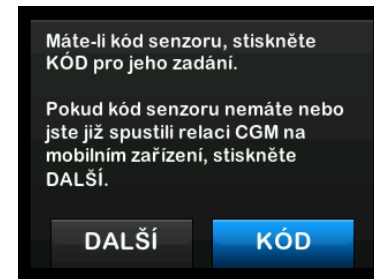 Máte-li kód senzoru, stiskněte
KÓD pro jeho zadání.
Pokud kód senzoru nemáte nebo
jste již spustili relaci CGM na
mobilním zařízení, stiskněte
DALŠÍ.
DALŠÍ KÓD